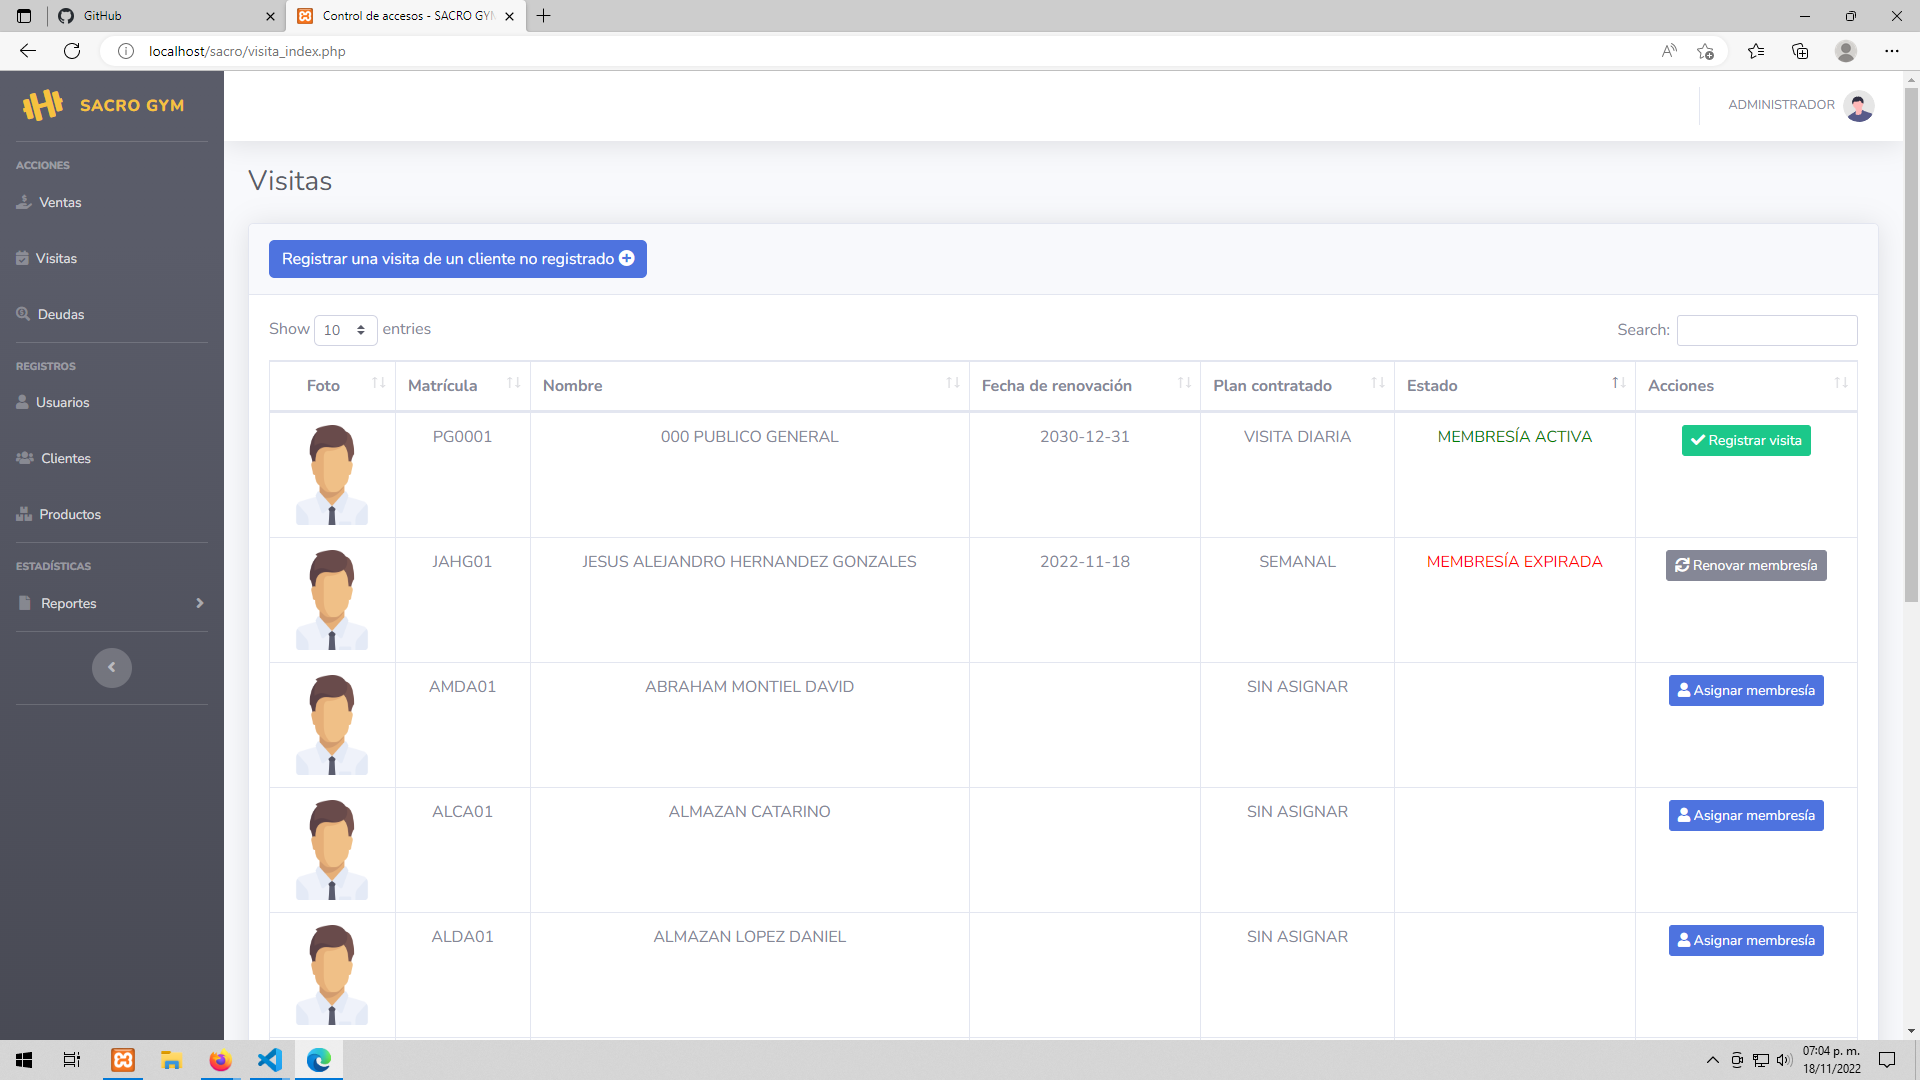 GitHub
Control de accesos - SACRO GYM
localhost/sacro/visita_index.php
SACRO GYM
ADMINISTRADOR
ACCIONES
Ventas
Visitas
Deudas
REGISTROS
Usuarios
Clientes
Productos
ESTADÍSTICAS
Reportes
Visitas
Registrar una visita de un cliente no registrado
Show 10 entries
Search:
Foto Matrícula Nombre Fecha de renovación Plan contratado Estado Acciones
PG0001 000 PUBLICO GENERAL 2030-12-31 VISITA DIARIA MEMBRESÍA ACTIVA Registrar visita
JAHG01 JESUS ALEJANDRO HERNANDEZ GONZALES 2022-11-18 SEMANAL MEMBRESÍA EXPIRADA Renovar membresía
AMDA01 ABRAHAM MONTIEL DAVID SIN ASIGNAR Asignar membresía
ALCA01 ALMAZAN CATARINO SIN ASIGNAR Asignar membresía
ALDA01 ALMAZAN LOPEZ DANIEL SIN ASIGNAR Asignar membresía
07:04 p. m.
18/11/2022